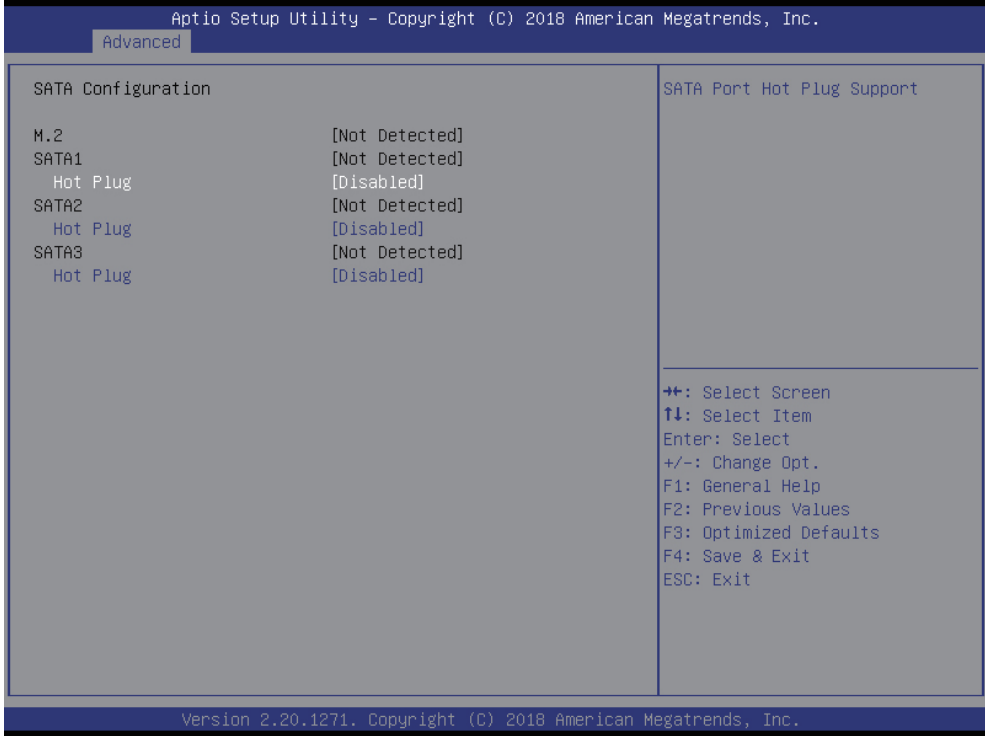 Aptio Setup Utility – Copyright (C) 2018 American Megatrends, Inc.
Advanced
SATA Configuration
M.2 [Not Detected]
SATA1 [Not Detected]
Hot Plug [Disabled]
SATA2 [Not Detected]
Hot Plug [Disabled]
SATA3 [Not Detected]
Hot Plug [Disabled]
SATA Port Hot Plug Support
→←: Select Screen
↑↓: Select Item
Enter: Select
+/-: Change Opt.
F1: General Help
F2: Previous Values
F3: Optimized Defaults
F4: Save & Exit
ESC: Exit
Version 2.20.1271. Copyright (C) 2018 American Megatrends, Inc.